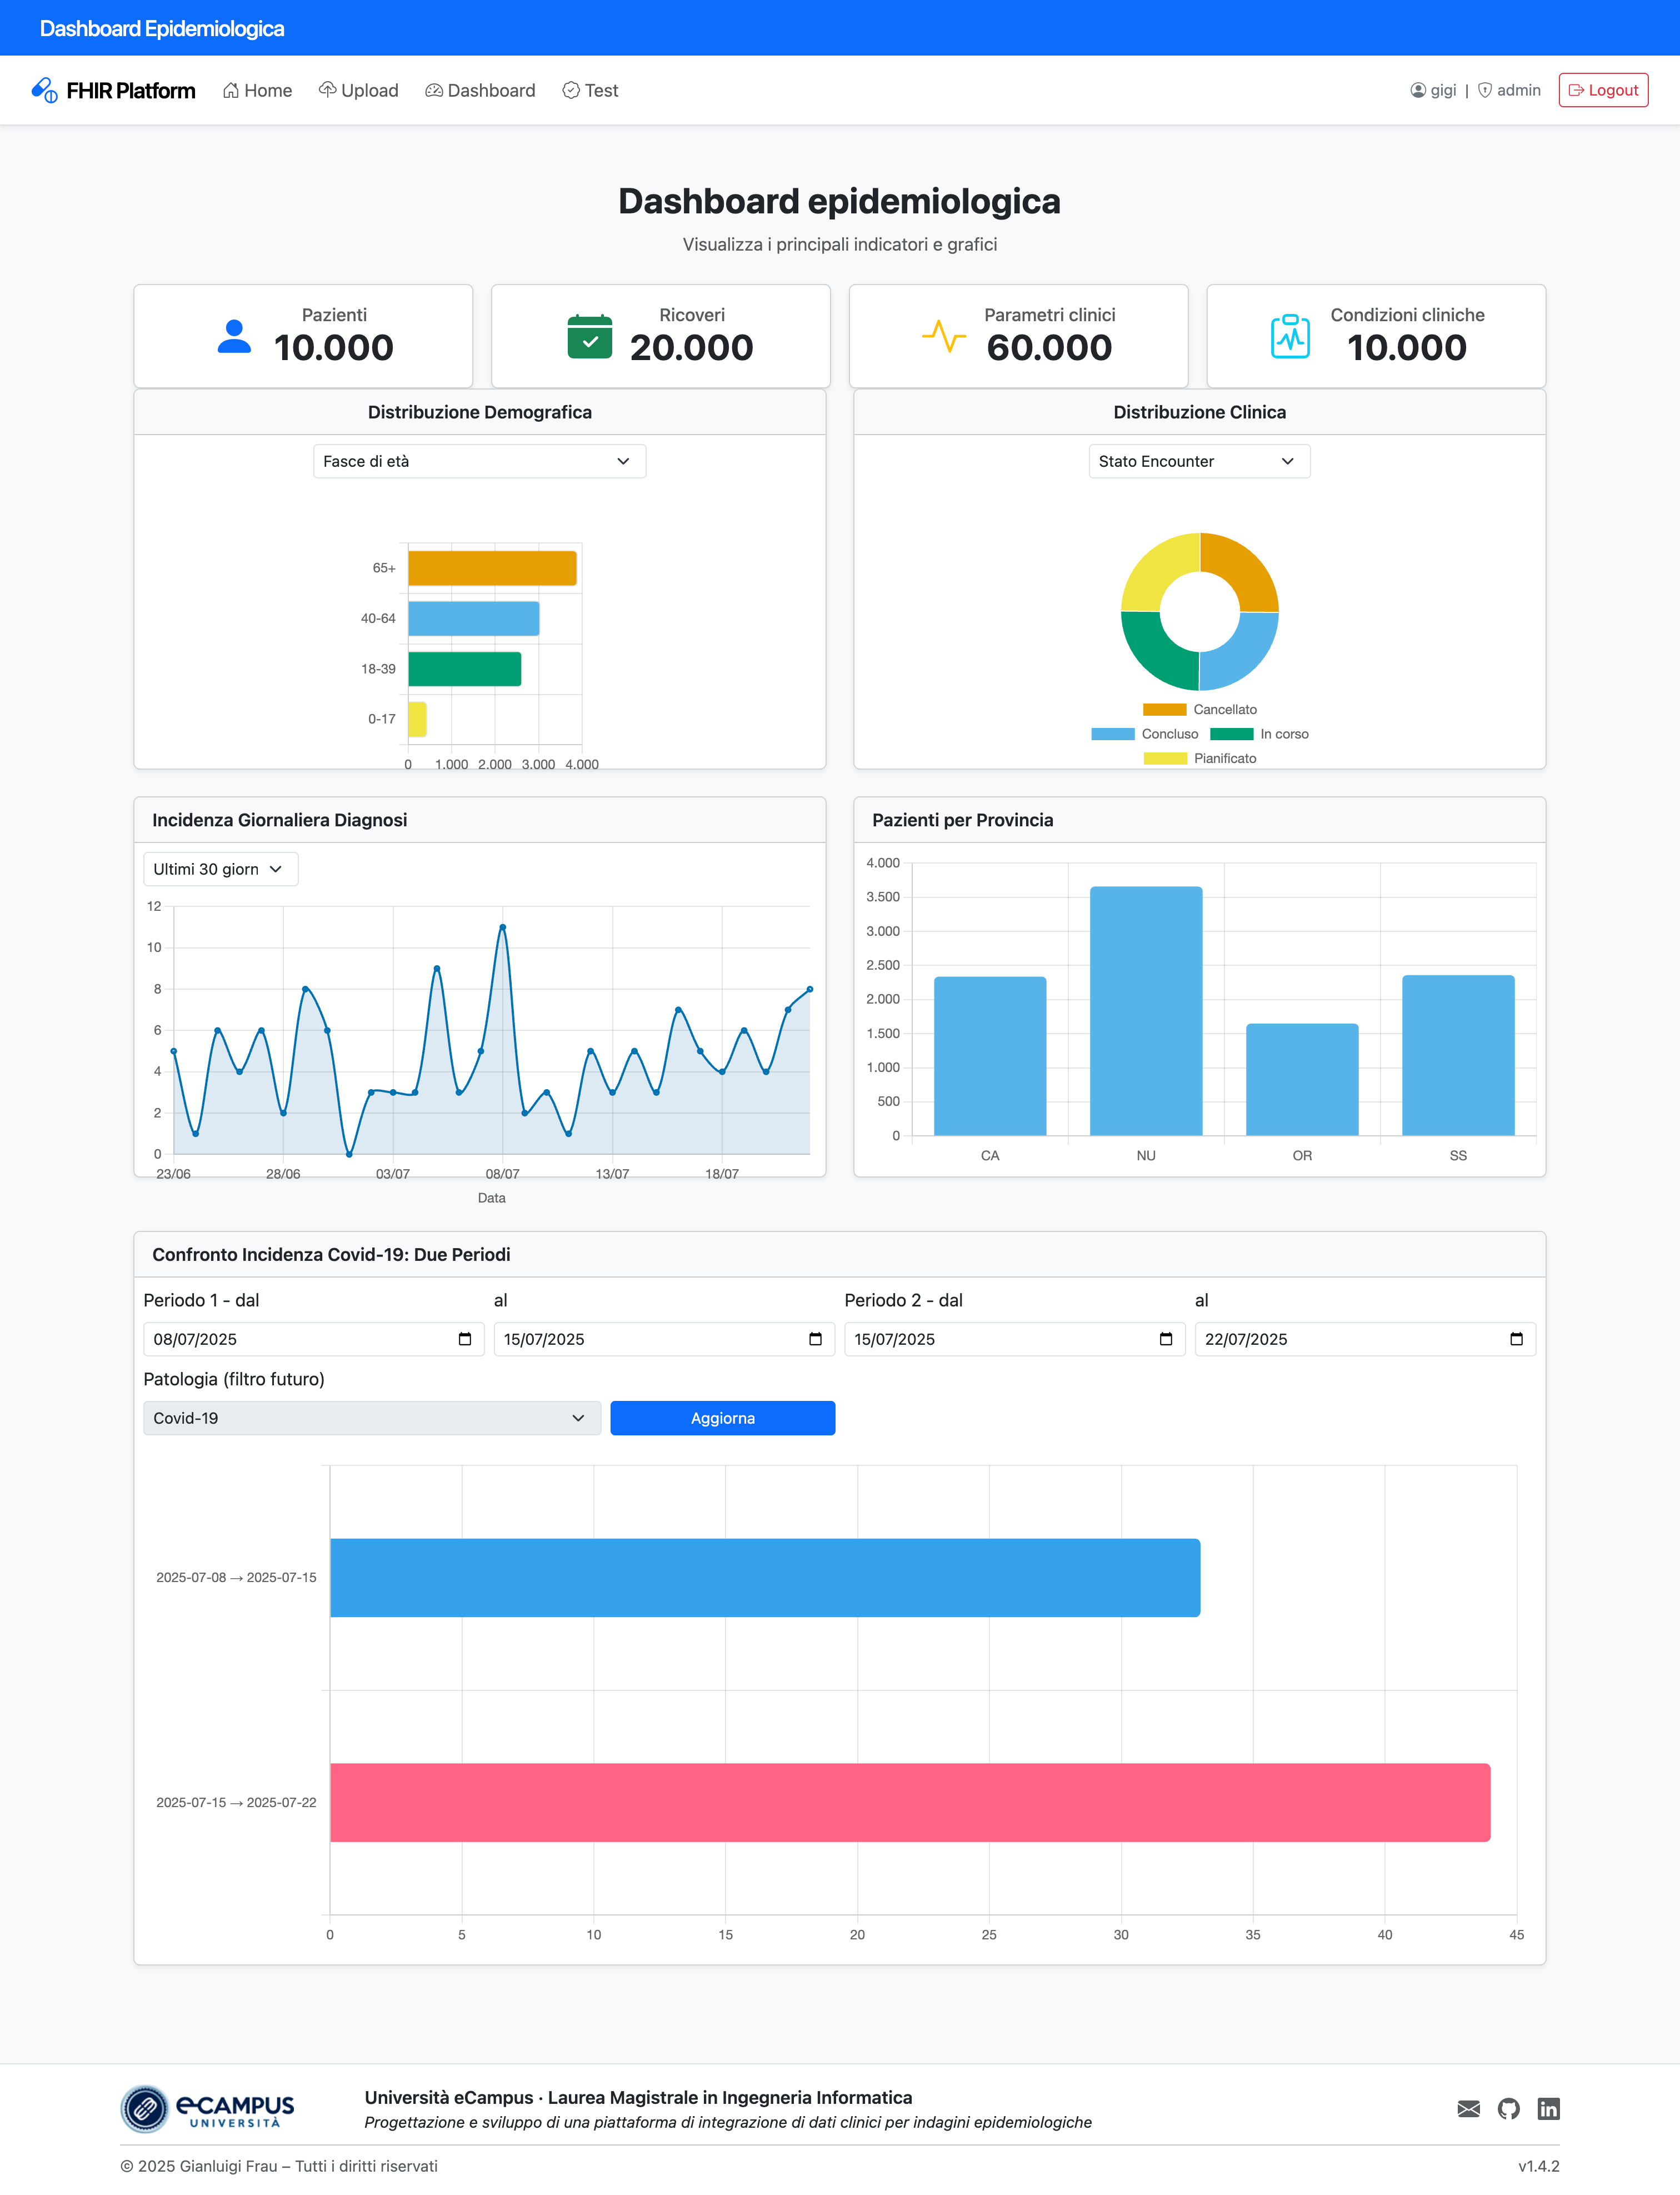 Dashboard Epidemiologica
FHIR Platform Home Upload Dashboard Test gigi | admin Logout
Dashboard epidemiologica
Visualizza i principali indicatori e grafici
Pazienti
10.000
Ricoveri
20.000
Parametri clinici
60.000
Condizioni cliniche
10.000
Distribuzione Demografica
Fasce di età
65+
40-64
18-39
0-17
0 1.000 2.000 3.000 4.000
Distribuzione Clinica
Stato Encounter
Cancellato
Concluso In corso
Pianificato
Incidenza Giornaliera Diagnosi
Ultimi 30 giorn
12
10
8
6
4
2
0
23/06 28/06 03/07 08/07 13/07 18/07
Data
Pazienti per Provincia
4.000
3.500
3.000
2.500
2.000
1.500
1.000
500
0
CA NU OR SS
Confronto Incidenza Covid-19: Due Periodi
Periodo 1 - dal al Periodo 2 - dal al
08/07/2025 15/07/2025 15/07/2025 22/07/2025
Patologia (filtro futuro)
Covid-19 Aggiorna
2025-07-08 → 2025-07-15
2025-07-15 → 2025-07-22
0 5 10 15 20 25 30 35 40 45
e-CAMPUS
UNIVERSITÀ
Università eCampus · Laurea Magistrale in Ingegneria Informatica
Progettazione e sviluppo di una piattaforma di integrazione di dati clinici per indagini epidemiologiche
© 2025 Gianluigi Frau – Tutti i diritti riservati v1.4.2